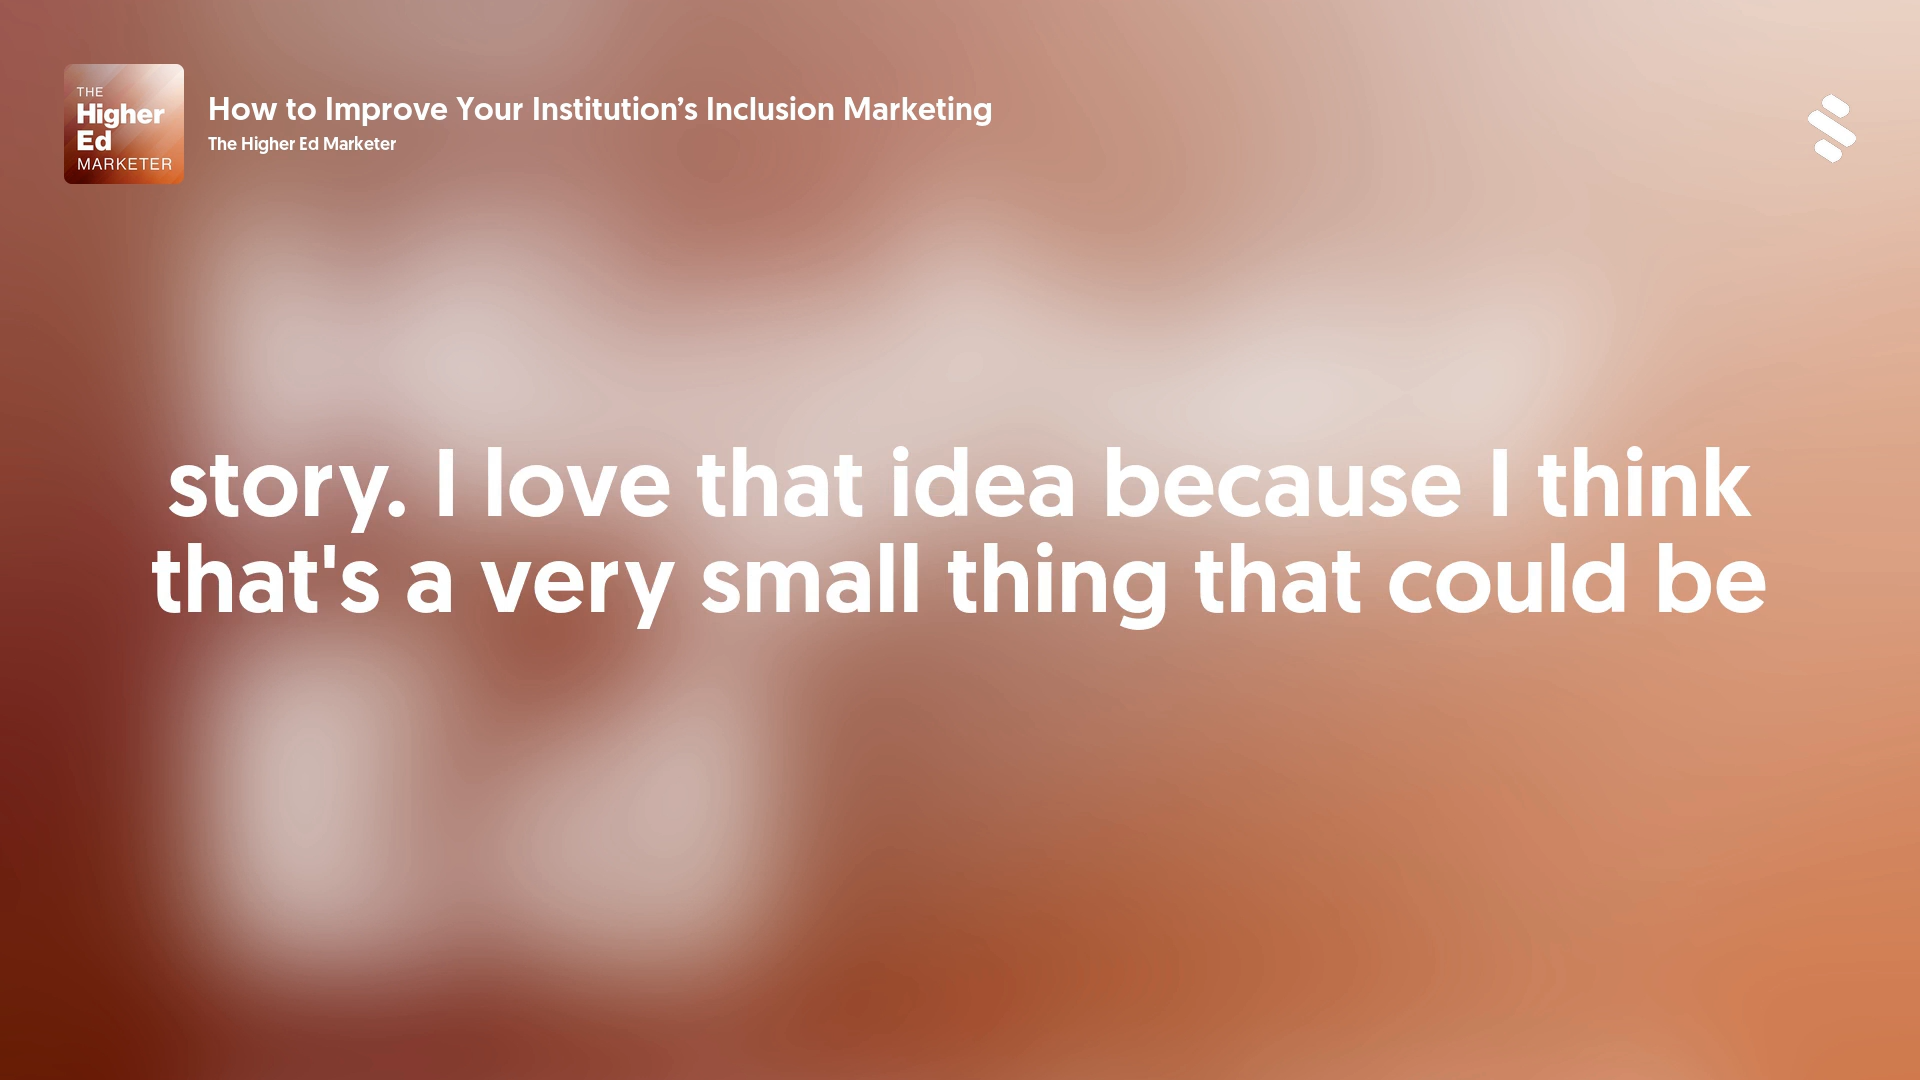 THE
Higher
Ed
MARKETER
How to Improve Your Institution’s Inclusion Marketing
The Higher Ed Marketer
story. I love that idea because I think
that's a very small thing that could be